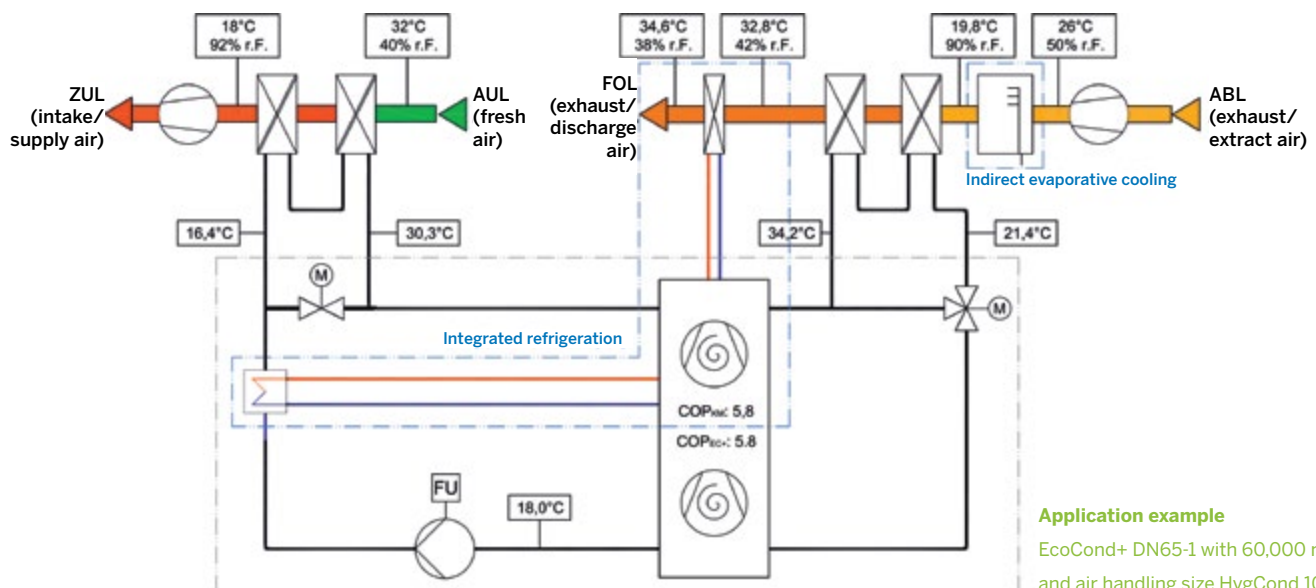 18°C
92% r.F.
32°C
40% r.F.
34,6°C
38% r.F.
32,8°C
42% r.F.
19,8°C
90% r.F.
26°C
50% r.F.
ZUL
(intake/
supply air)
AUL
(fresh
air)
FOL
(exhaust/
discharge
air)
ABL
(exhaust/
extract air)
Indirect evaporative cooling
16,4°C
30,3°C
34,2°C
21,4°C
M
M
Integrated refrigeration
COPKM: 5,8
COPEC+: 5.8
FU
18,0°C
Application example
EcoCond+ DN65-1 with 60,000
and air handling size HygCond